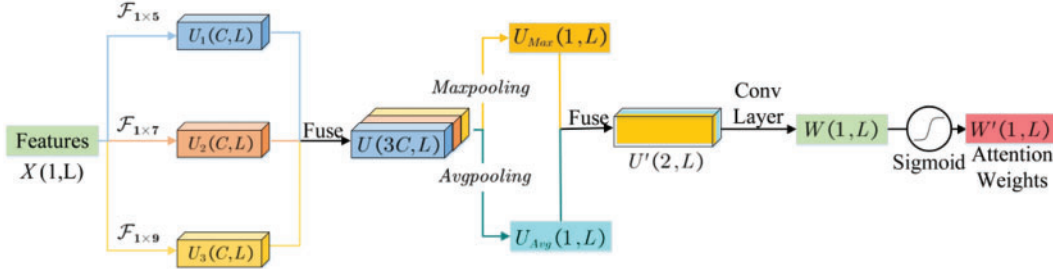 F1×5
U1(C,L)
F1×7
Features
X(1,L)
U2(C,L)
F1×9
U3(C,L)
Fuse
U(3C,L)
Maxpooling
Avgpooling
UMax(1,L)
UAvg(1,L)
Fuse
U'(2,L)
Conv
Layer
W(1,L)
Sigmoid
W'(1,L)
Attention
Weights